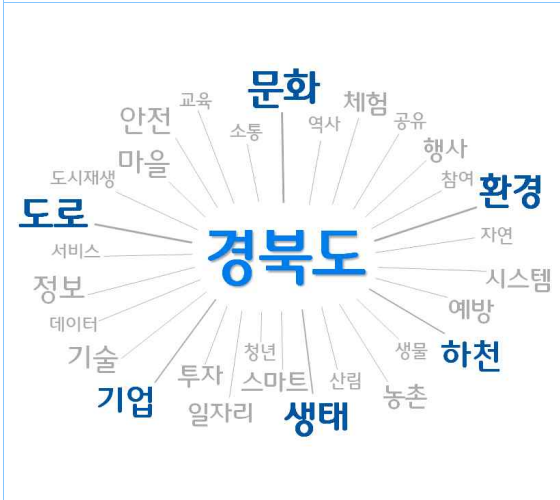 문화
교육
체험
안전
소통
역사
공유
마을
행사
도시재생
참여
환경
도로
자연
서비스
경북도
정보
시스템
데이터
예방
기술
청년
생물
하천
투자
스마트
산림
기업
일자리
생태
농촌